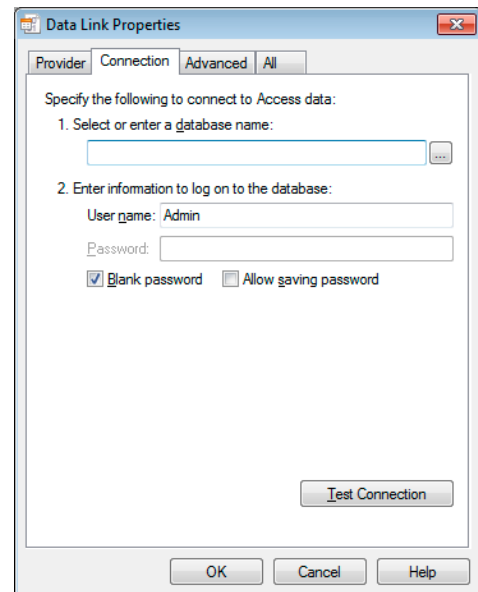 Data Link Properties
Provider Connection Advanced All
Specify the following to connect to Access data:
1. Select or enter a database name:
...
2. Enter information to log on to the database:
User name: Admin
Password:
Blank password Allow saving password
Test Connection
OK Cancel Help